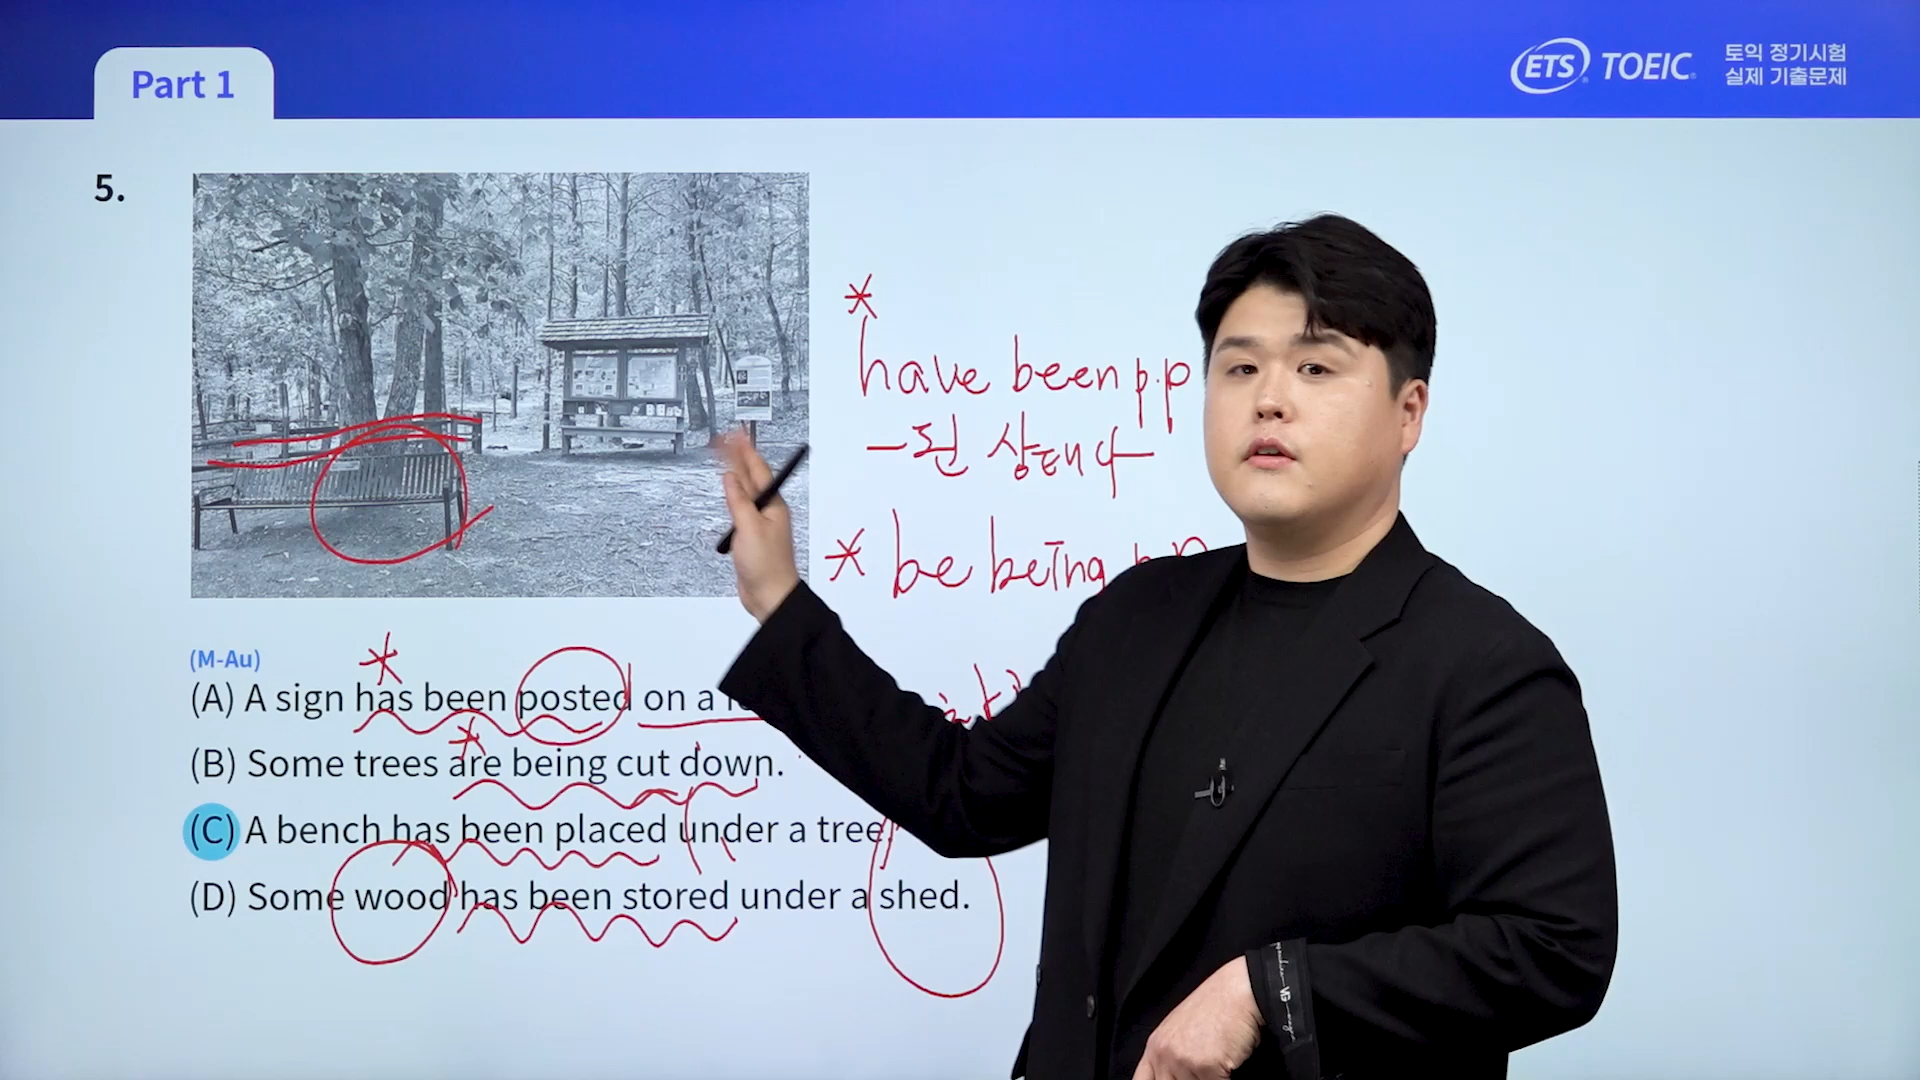 Part 1
ETS TOEIC
토익 정기시험
실제 기출문제
5.
have been p.p
-된 상태다
be being p.p
(M-Au)
(A) A sign has been posted on a
(B) Some trees are being cut down.
(C) A bench has been placed under a tree.
(D) Some wood has been stored under a shed.
VG